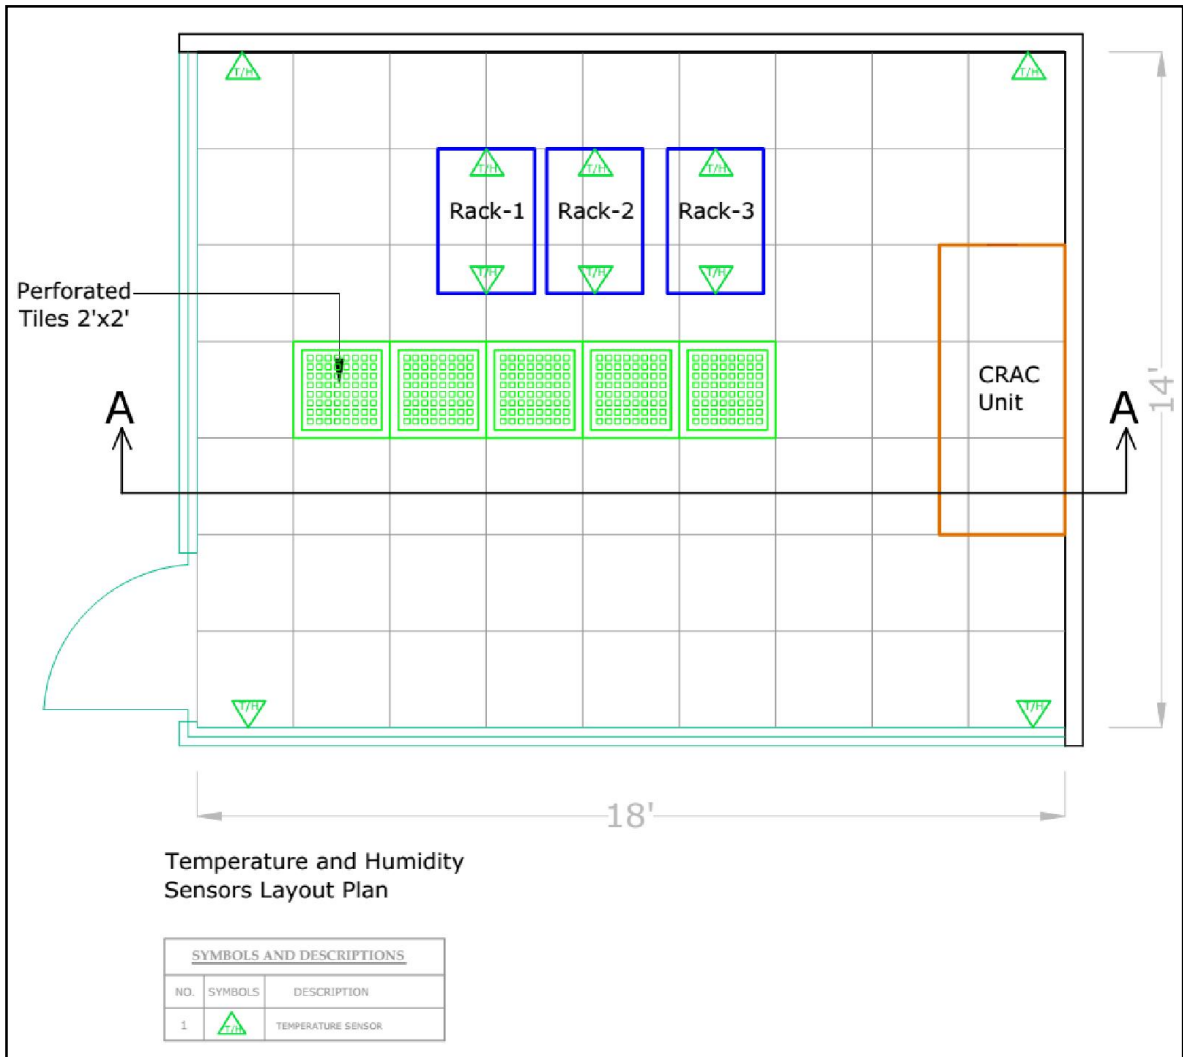 T/H
T/H
T/H
T/H
T/H
Rack-1
Rack-2
Rack-3
T/H
T/H
T/H
Perforated
Tiles 2'x2'
CRAC
Unit
14'
A
A
T/H
T/H
18'
Temperature and Humidity
Sensors Layout Plan
SYMBOLS AND DESCRIPTIONS
NO. SYMBOLS DESCRIPTION
1 T/H TEMPERATURE SENSOR